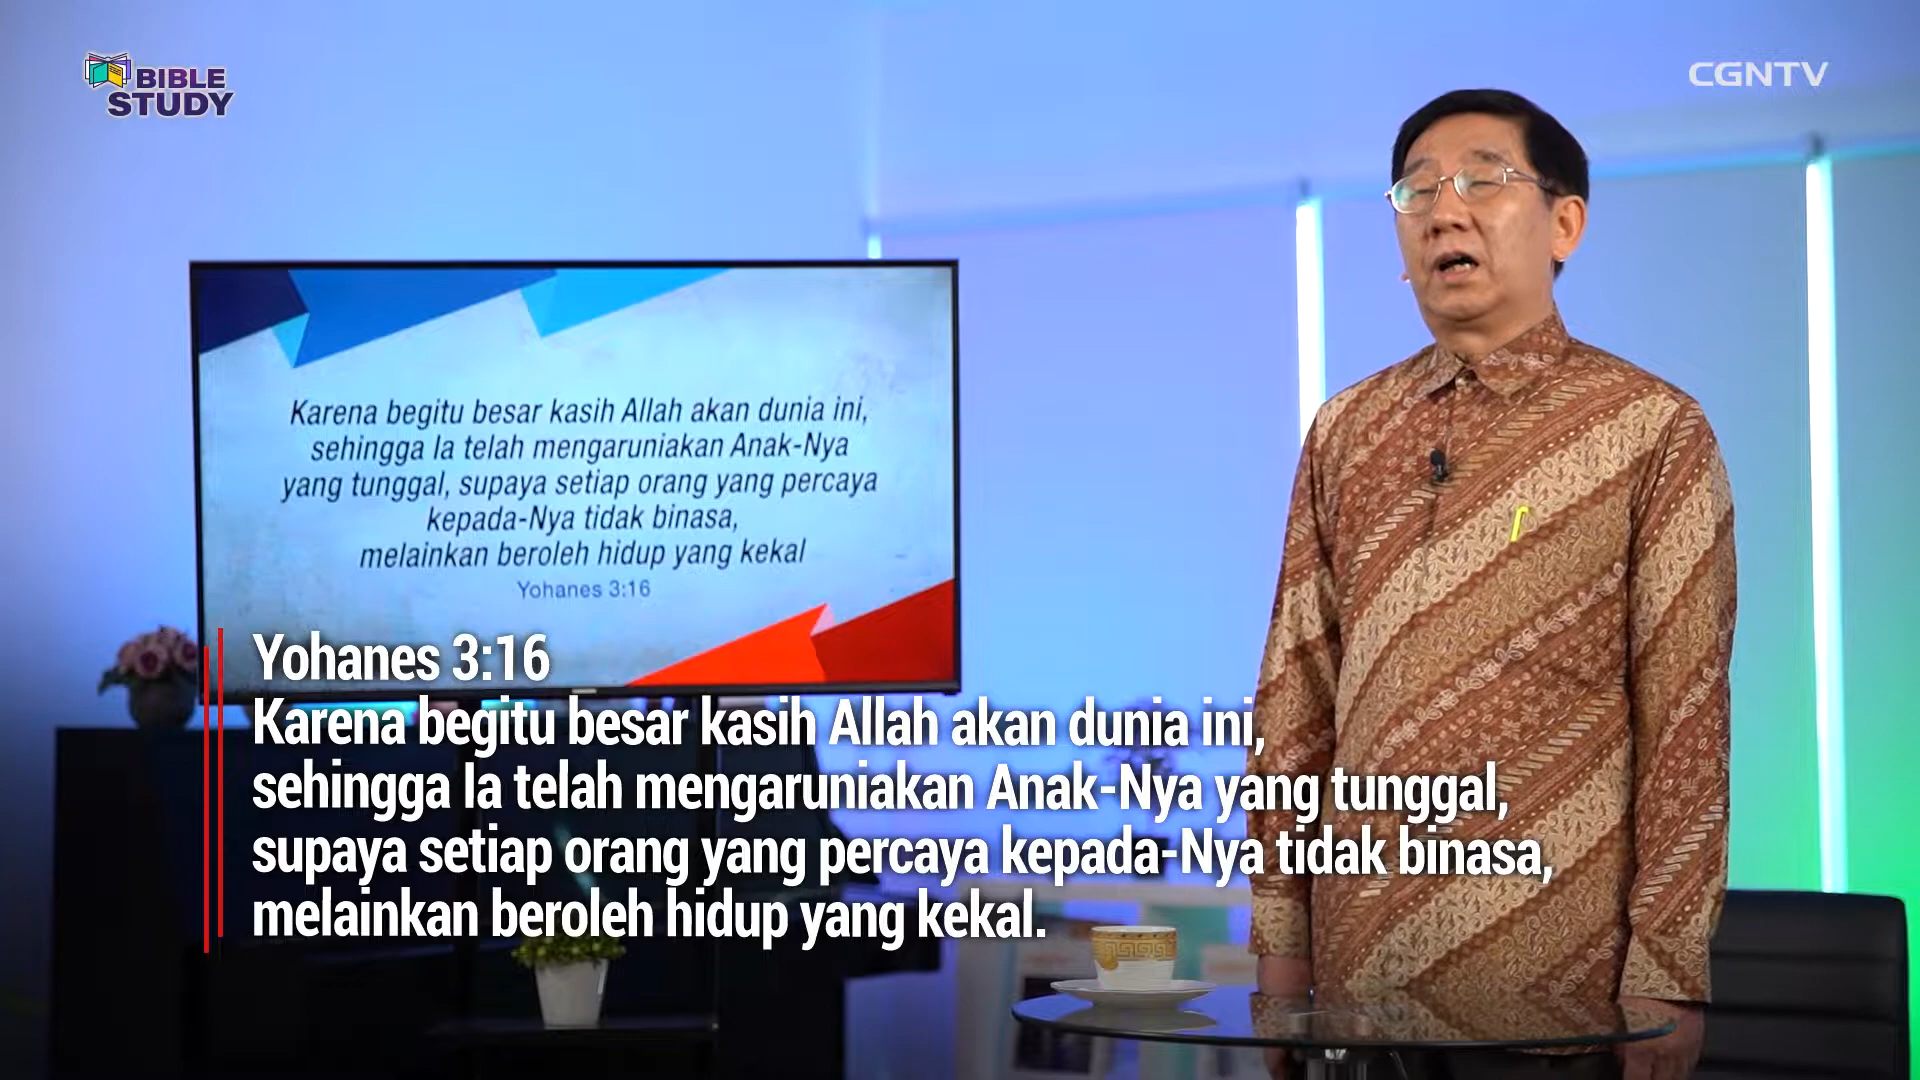 BIBLE
STUDY
CGNTV
Karena begitu besar kasih Allah akan dunia ini,
sehingga Ia telah mengaruniakan Anak-Nya
yang tunggal, supaya setiap orang yang percaya
kepada-Nya tidak binasa,
melainkan beroleh hidup yang kekal
Yohanes 3:16
Yohanes 3:16
Karena begitu besar kasih Allah akan dunia ini,
sehingga Ia telah mengaruniakan Anak-Nya yang tunggal,
supaya setiap orang yang percaya kepada-Nya tidak binasa,
melainkan beroleh hidup yang kekal.